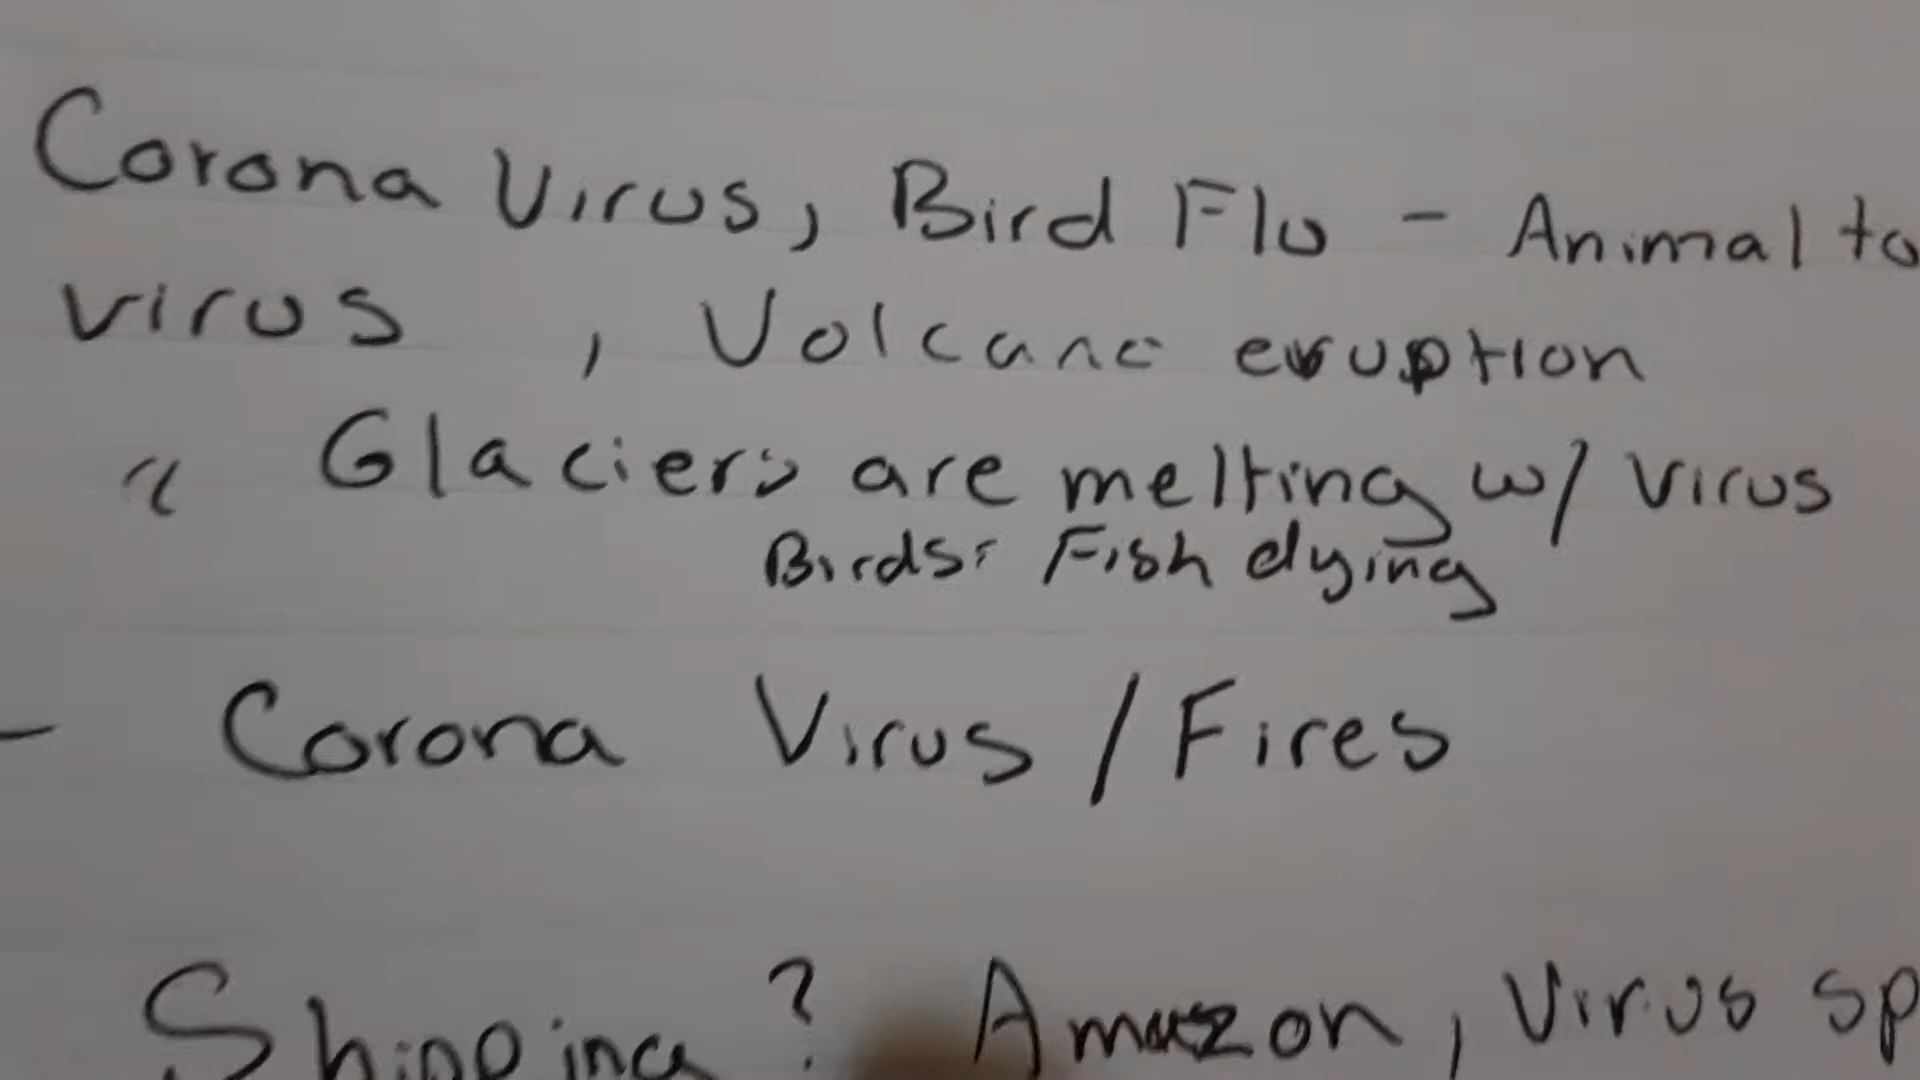 Corona Virus, Bird Flu - Animal to
virus , Volcano eruption
" Glaciers are melting w/ virus
Birds: Fish dying
- Corona Virus / Fires
Shipping? Amazon, Virus sp